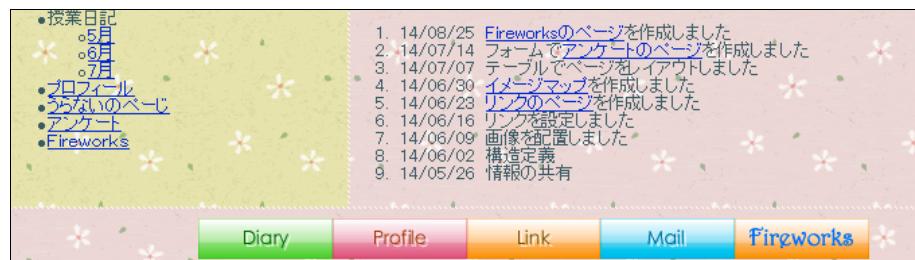 •授業日記
◦5月
◦6月
◦7月
•プロフィール
•うらないのぺーじ
•アンケート
•Fireworks
1. 14/08/25 Fireworksのページを作成しました
2. 14/07/14 フォームでアンケートのページを作成しました
3. 14/07/07 テーブルでページをレイアウトしました
4. 14/06/30 イメージマップを作成しました
5. 14/06/23 リンクのページを作成しました
6. 14/06/16 リンクを設定しました
7. 14/06/09 画像を配置しました
8. 14/06/02 構造定義
9. 14/05/26 情報の共有
Diary Profile Link Mail Fireworks